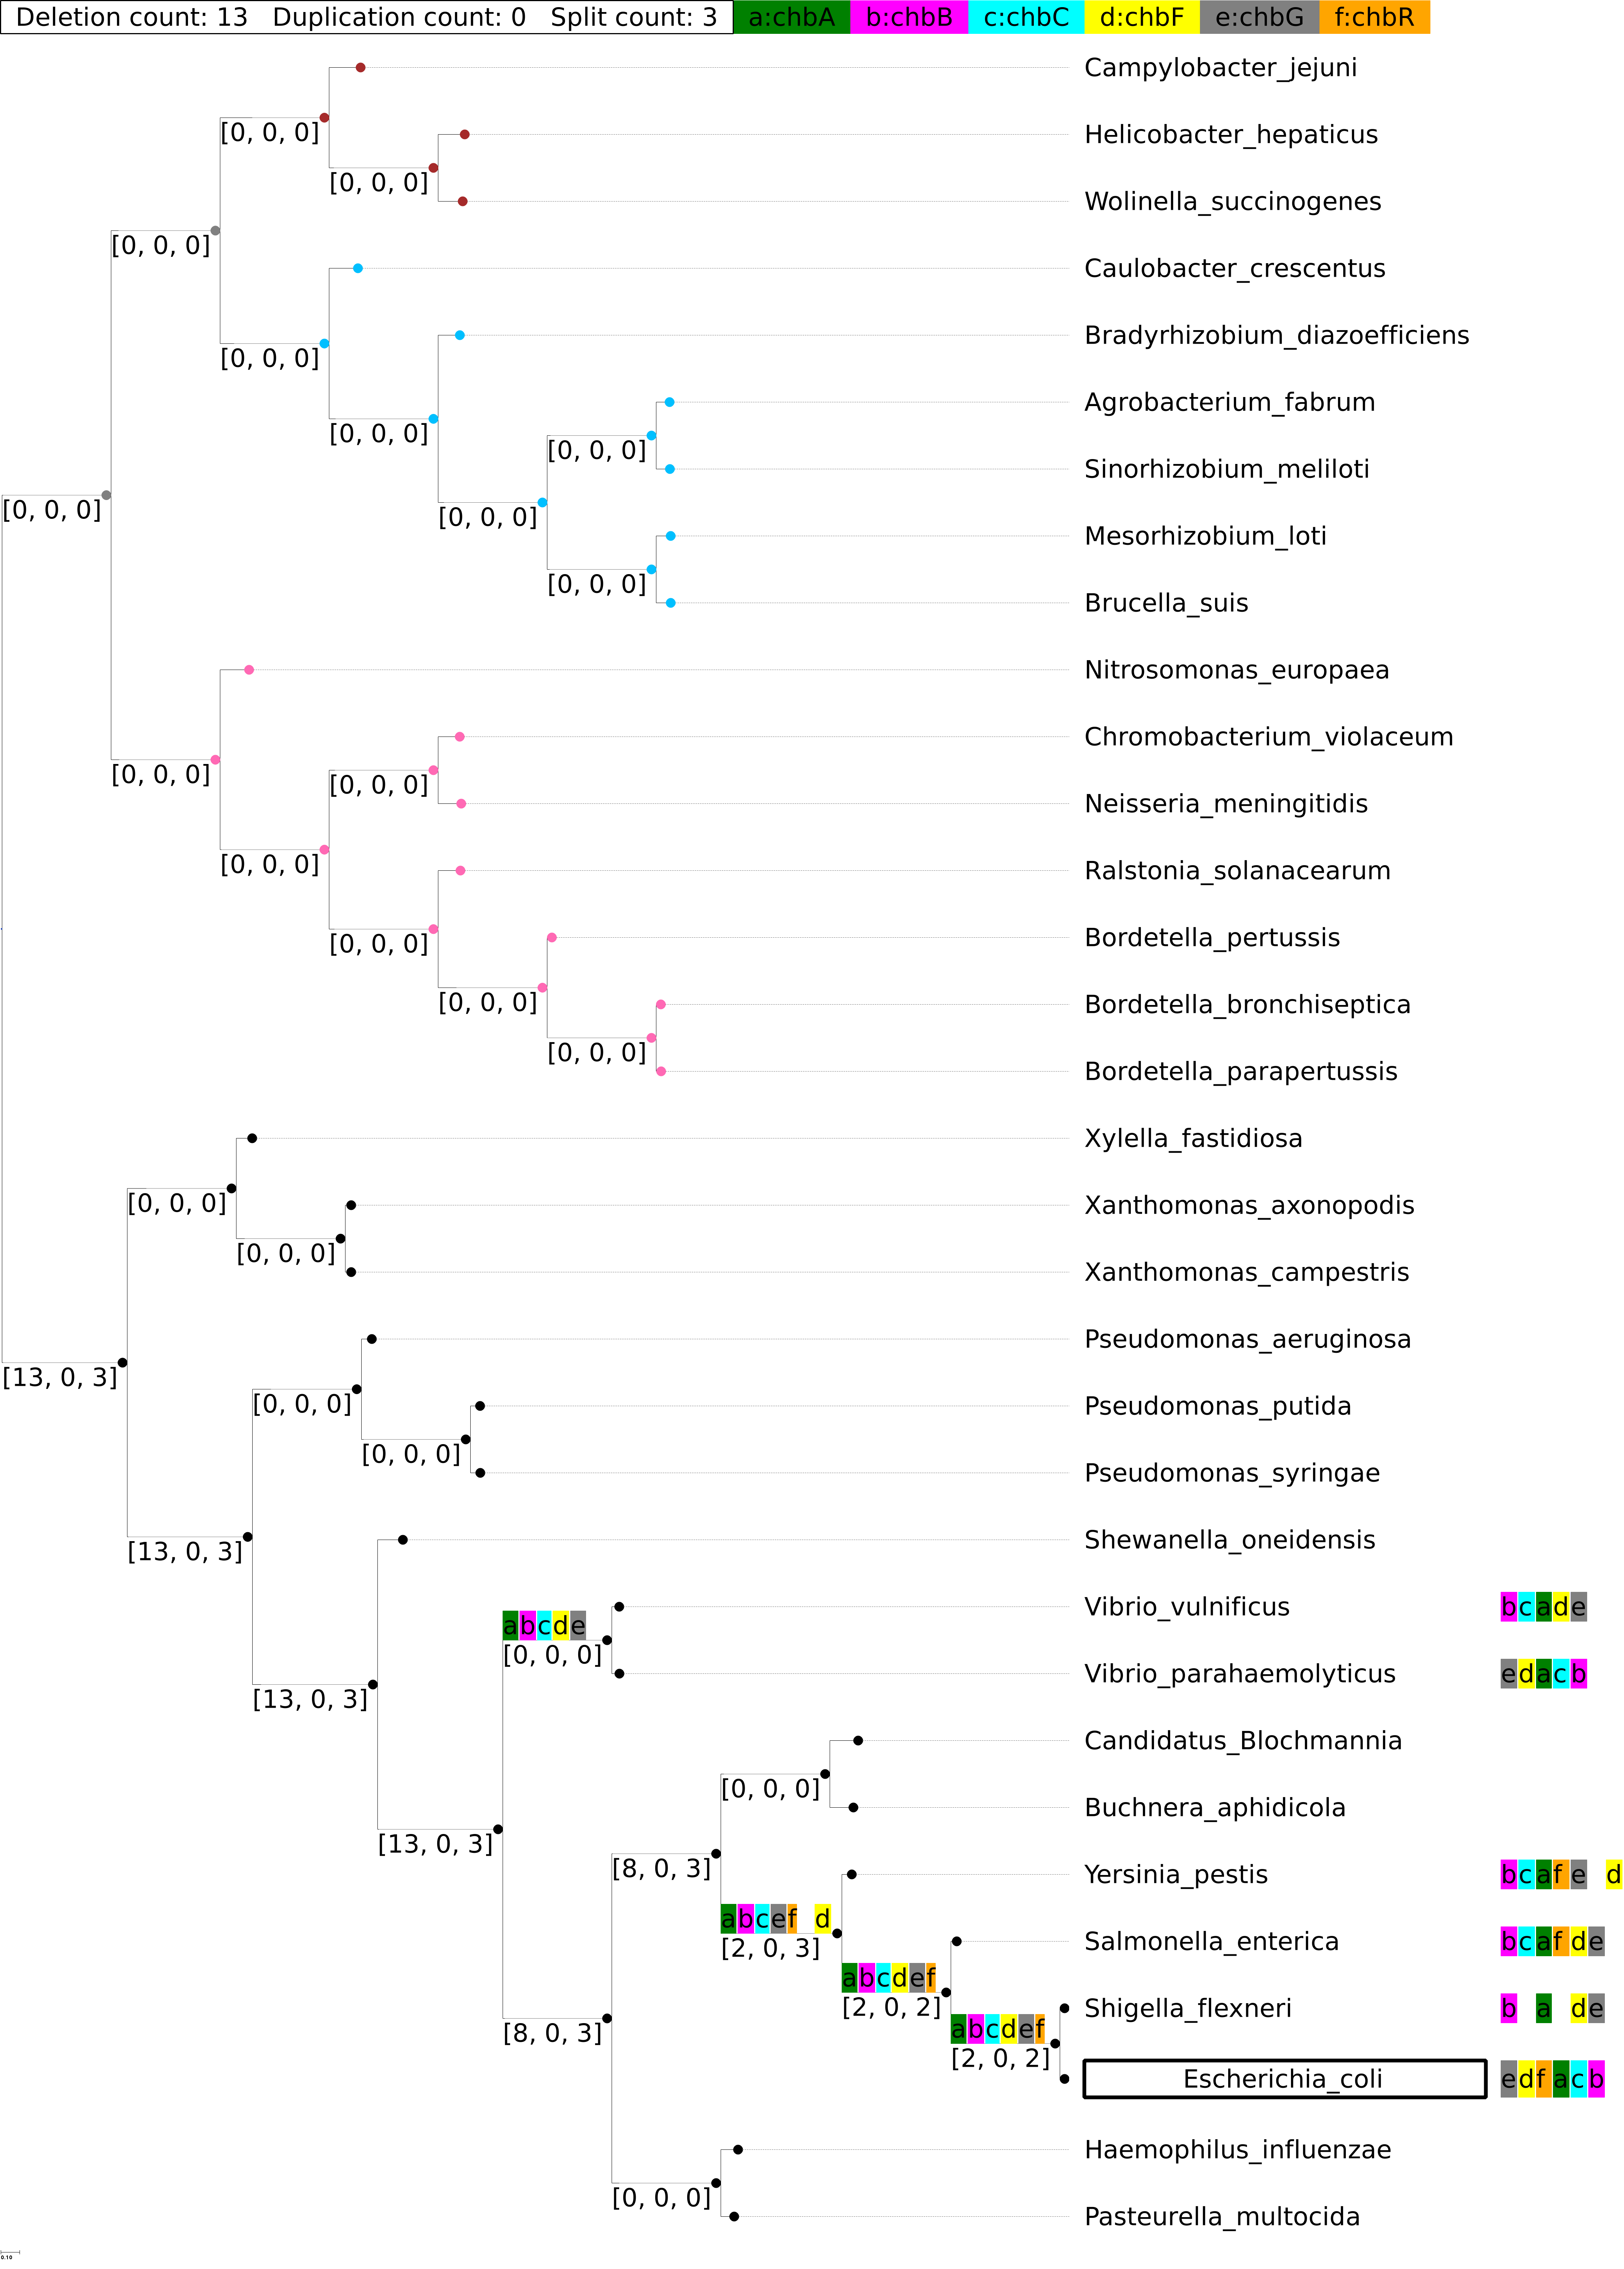 Deletion count: 13 Duplication count: 0 Split count: 3 a:chbA b:chbB c:chbC d:chbF e:chbG f:chbR
Campylobacter_jejuni
[0, 0, 0]
Helicobacter_hepaticus
[0, 0, 0]
Wolinella_succinogenes
[0, 0, 0]
Caulobacter_crescentus
Bradyrhizobium_diazoefficiens
[0, 0, 0]
Agrobacterium_fabrum
[0, 0, 0]
[0, 0, 0]
Sinorhizobium_meliloti
[0, 0, 0]
[0, 0, 0]
Mesorhizobium_loti
[0, 0, 0]
Brucella_suis
Nitrosomonas_europaea
Chromobacterium_violaceum
[0, 0, 0]
[0, 0, 0]
Neisseria_meningitidis
[0, 0, 0]
Ralstonia_solanacearum
Bordetella_pertussis
[0, 0, 0]
[0, 0, 0]
Bordetella_bronchiseptica
[0, 0, 0]
Bordetella_parapertussis
Xylella_fastidiosa
[0, 0, 0]
Xanthomonas_axonopodis
[0, 0, 0]
Xanthomonas_campestris
Pseudomonas_aeruginosa
[13, 0, 3]
[0, 0, 0]
Pseudomonas_putida
[0, 0, 0]
Pseudomonas_syringae
Shewanella_oneidensis
[13, 0, 3]
Vibrio_vulnificus bcade
abcde
[0, 0, 0]
Vibrio_parahaemolyticus edacb
[13, 0, 3]
Candidatus_Blochmannia
[0, 0, 0]
Buchnera_aphidicola
[13, 0, 3]
[8, 0, 3]
Yersinia_pestis bcafe d
abcef d
[2, 0, 3]
Salmonella_enterica bcafde
abcdef
[2, 0, 2]
Shigella_flexneri b a de
abcdef
[8, 0, 3]
[2, 0, 2]
Escherichia_coli edfacb
Haemophilus_influenzae
[0, 0, 0]
Pasteurella_multocida
0.10